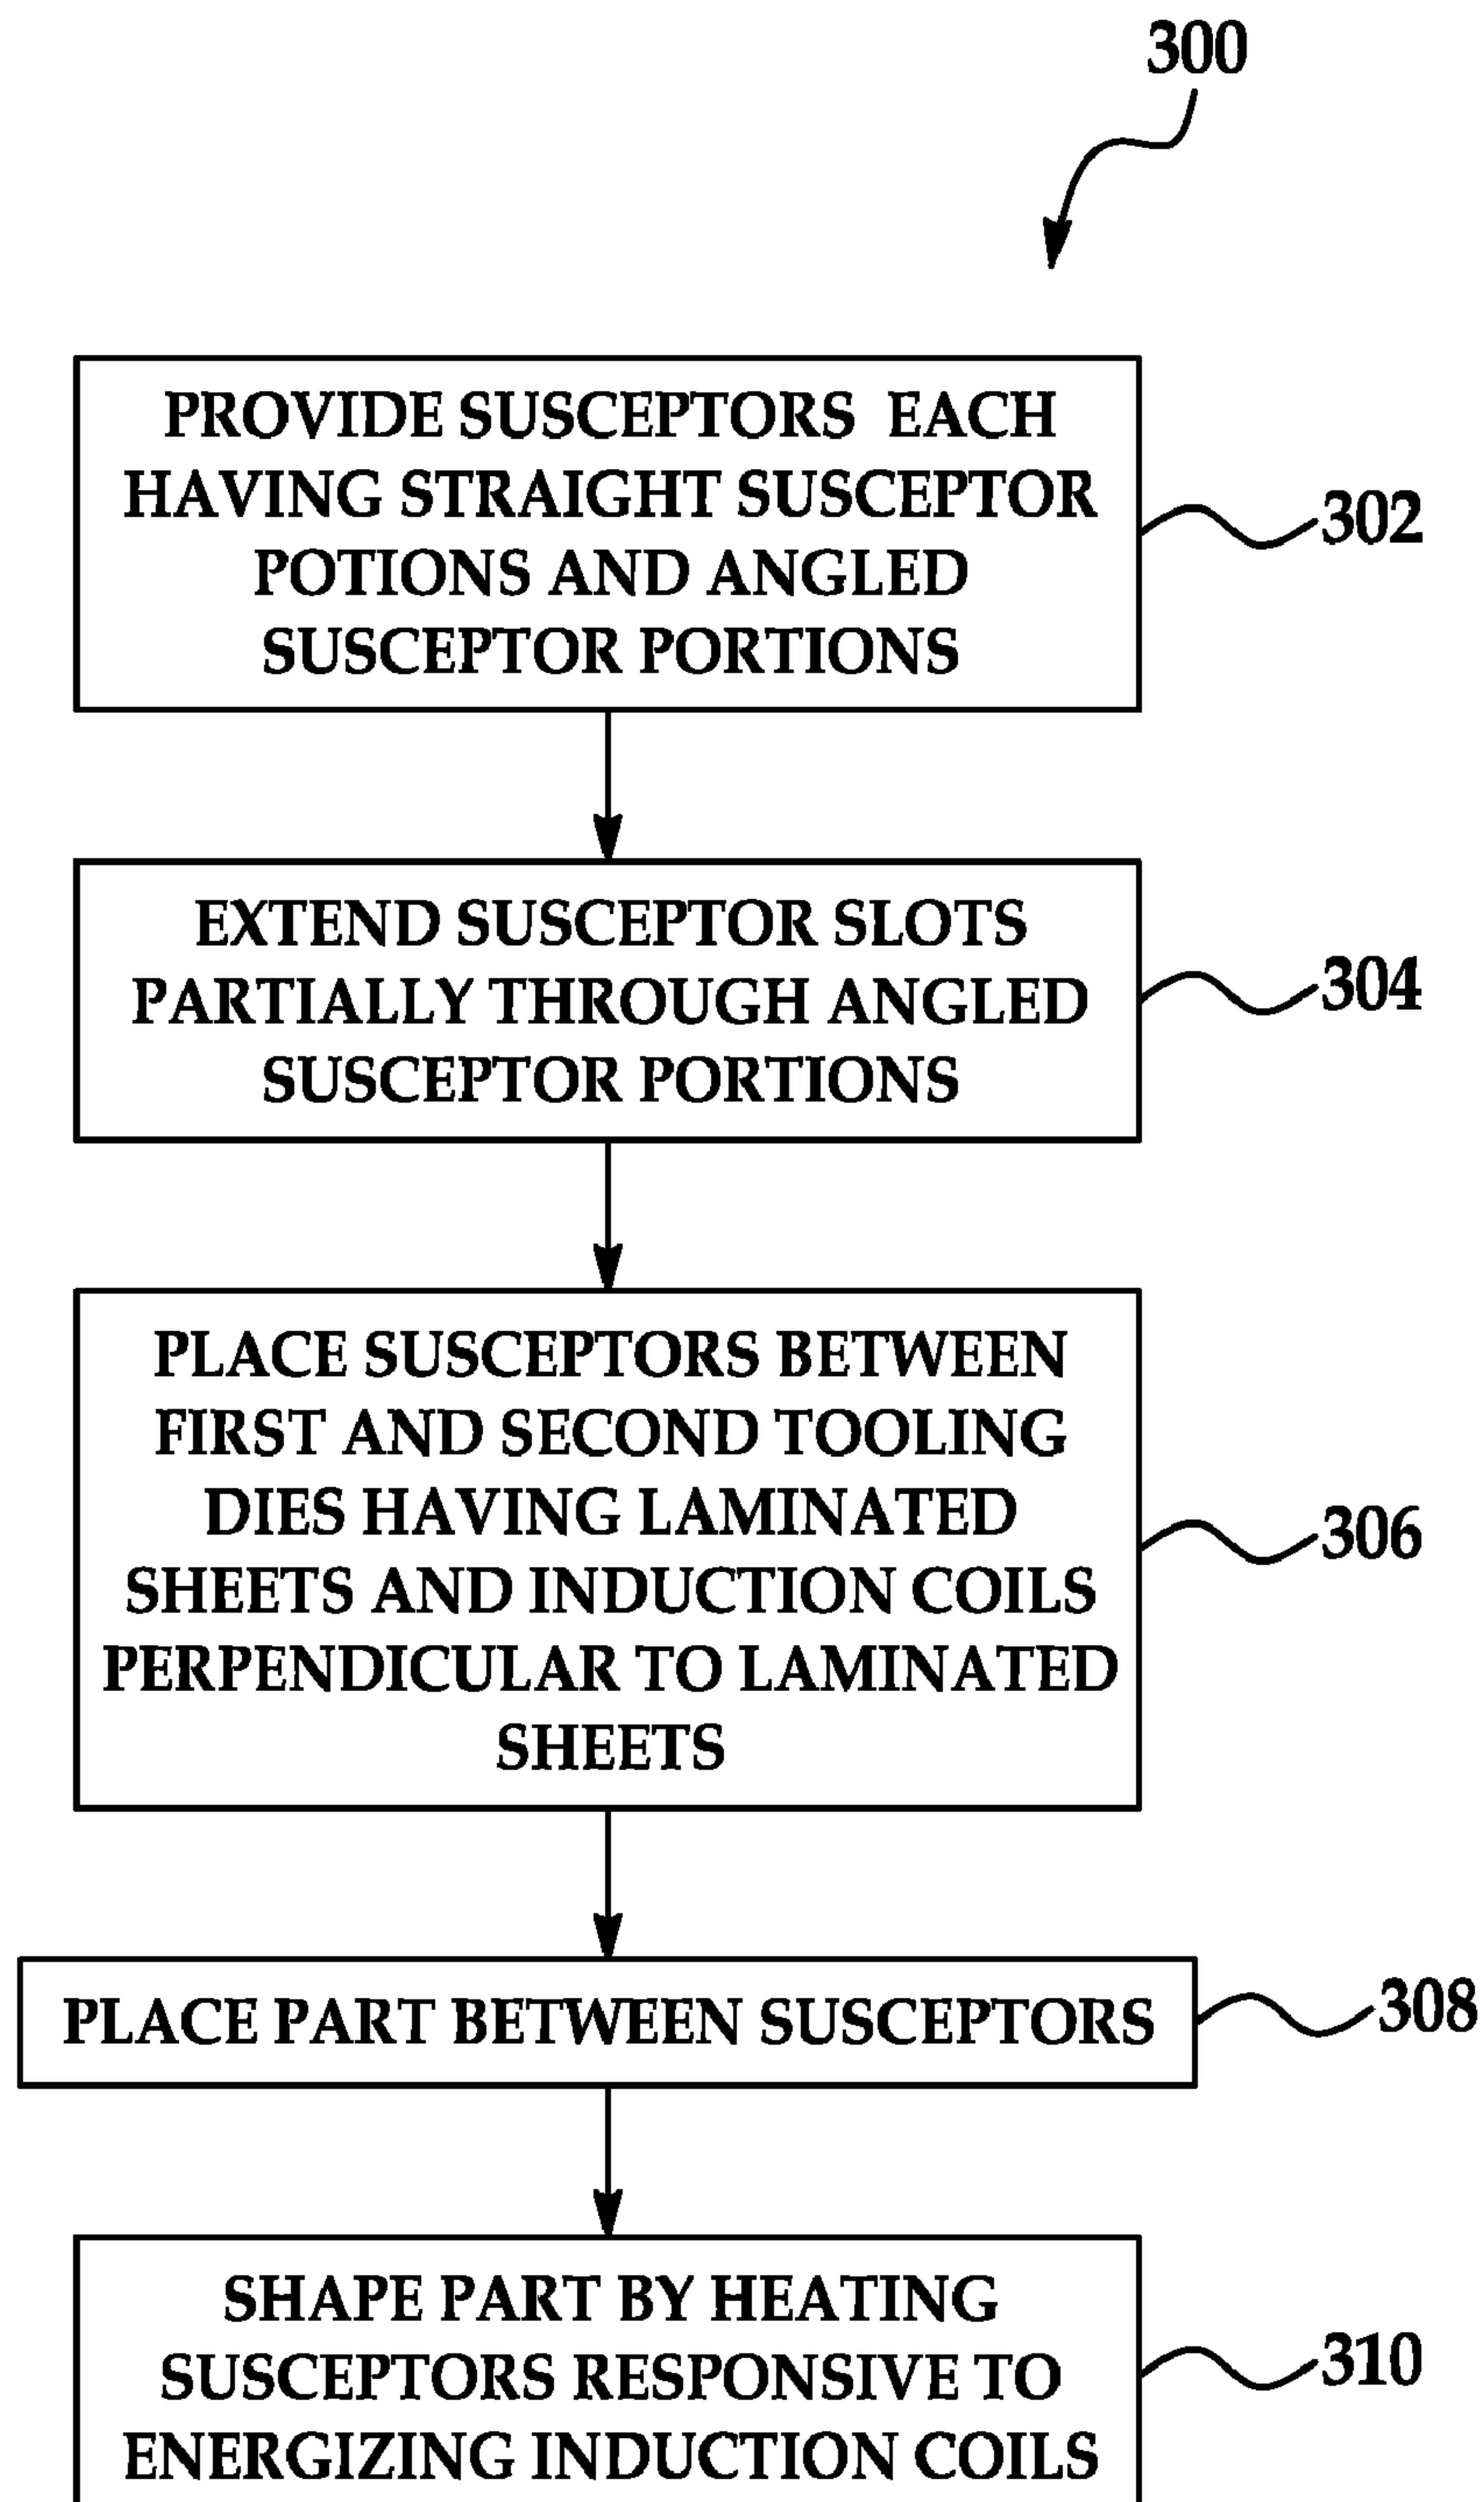 300
PROVIDE SUSCEPTORS EACH
HAVING STRAIGHT SUSCEPTOR
POTIONS AND ANGLED
SUSCEPTOR PORTIONS
302
EXTEND SUSCEPTOR SLOTS
PARTIALLY THROUGH ANGLED
SUSCEPTOR PORTIONS
304
PLACE SUSCEPTORS BETWEEN
FIRST AND SECOND TOOLING
DIES HAVING LAMINATED
SHEETS AND INDUCTION COILS
PERPENDICULAR TO LAMINATED
SHEETS
306
PLACE PART BETWEEN SUSCEPTORS
308
SHAPE PART BY HEATING
SUSCEPTORS RESPONSIVE TO
ENERGIZING INDUCTION COILS
310